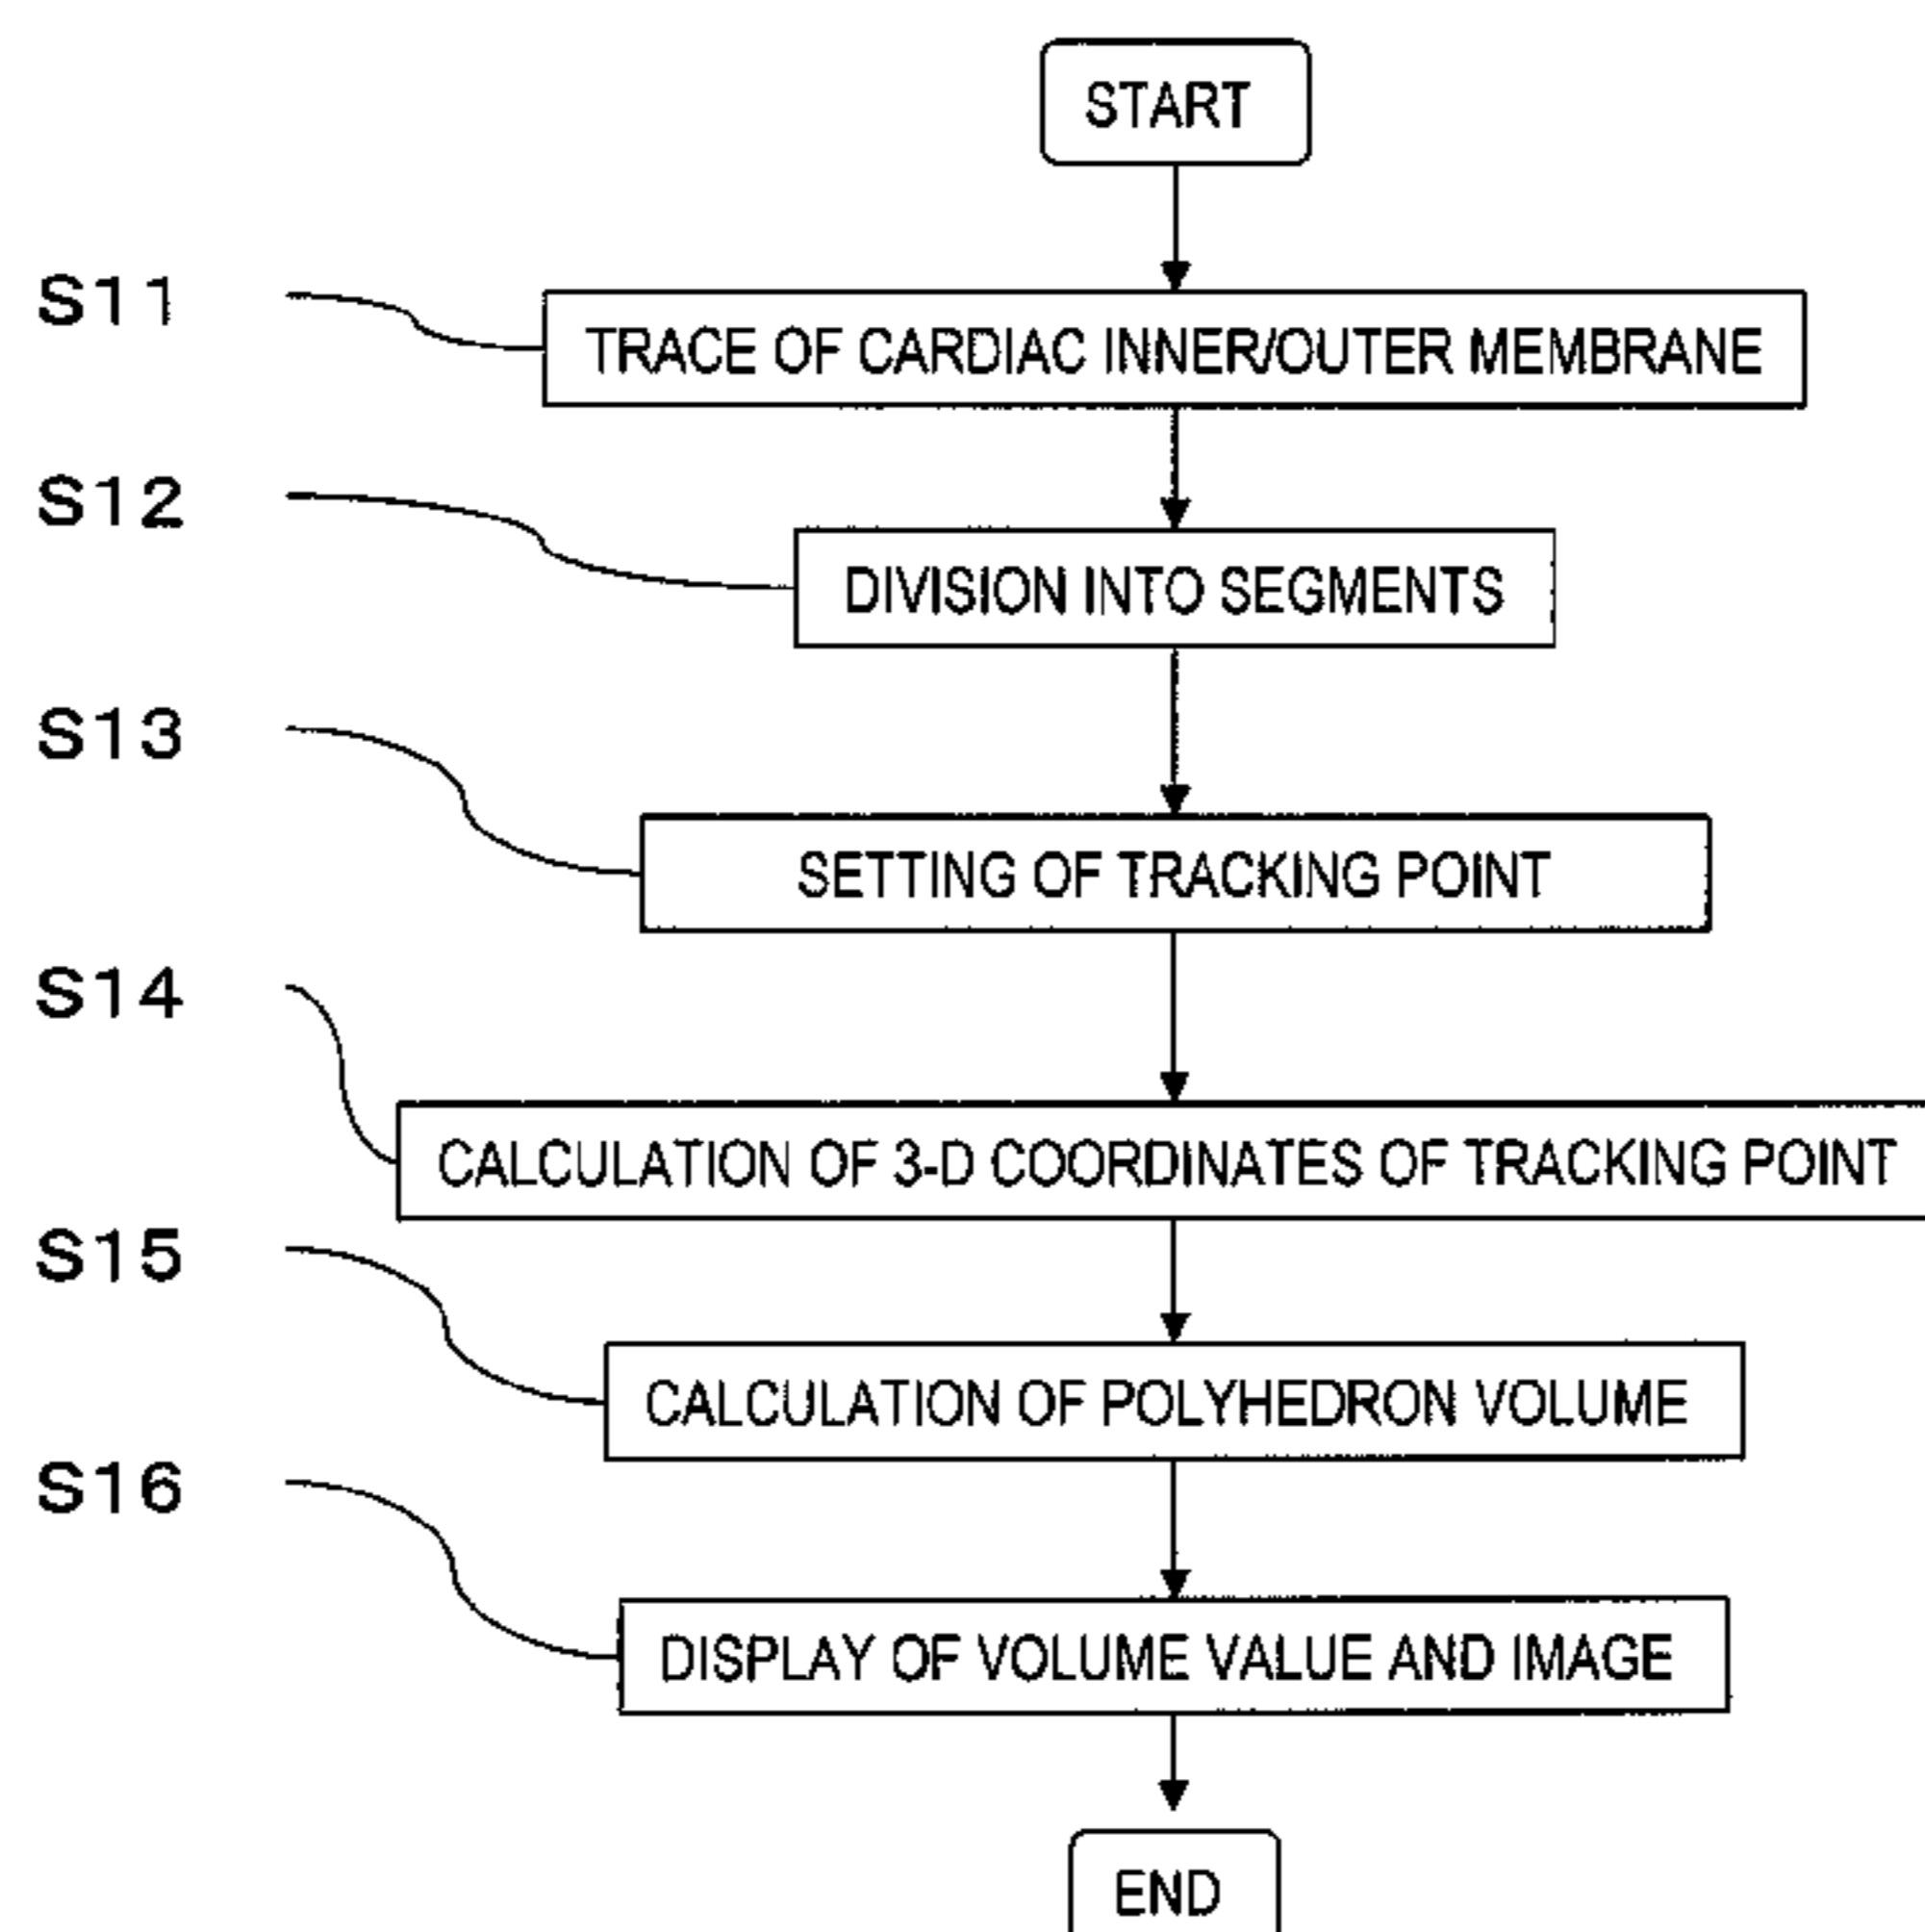 START
S11
TRACE OF CARDIAC INNER/OUTER MEMBRANE
S12
DIVISION INTO SEGMENTS
S13
SETTING OF TRACKING POINT
S14
CALCULATION OF 3-D COORDINATES OF TRACKING POINT
S15
CALCULATION OF POLYHEDRON VOLUME
S16
DISPLAY OF VOLUME VALUE AND IMAGE
END